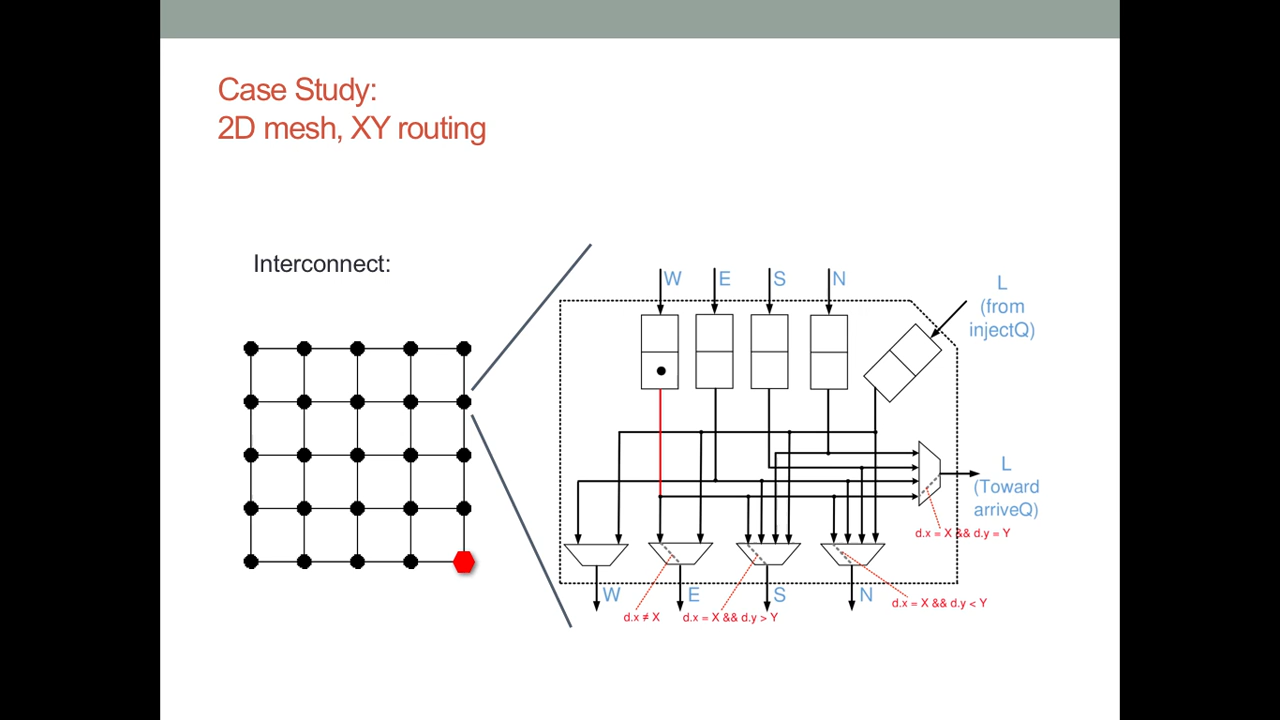 Case Study:
2D mesh, XY routing
Interconnect:
W E S N
L
(from
injectQ)
L
(Toward
arriveQ)
d.x = X && d.y = Y
W E S N
d.x = X && d.y < Y
d.x ≠ X d.x = X && d.y > Y